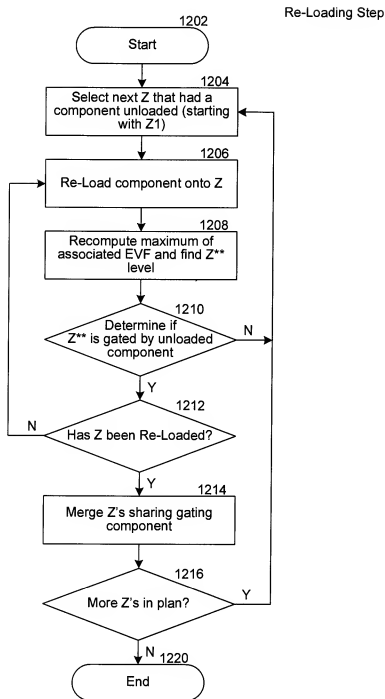 Re-Loading Step
1202
Start
1204
Select next Z that had a
component unloaded (starting
with Z1)
1206
Re-Load component onto Z
1208
Recompute maximum of
associated EVF and find Z**
level
1210
Determine if
Z** is gated by unloaded
component
N
Y
1212
N
Has Z been Re-Loaded?
Y
1214
Merge Z's sharing gating
component
1216
More Z's in plan?
Y
N
1220
End